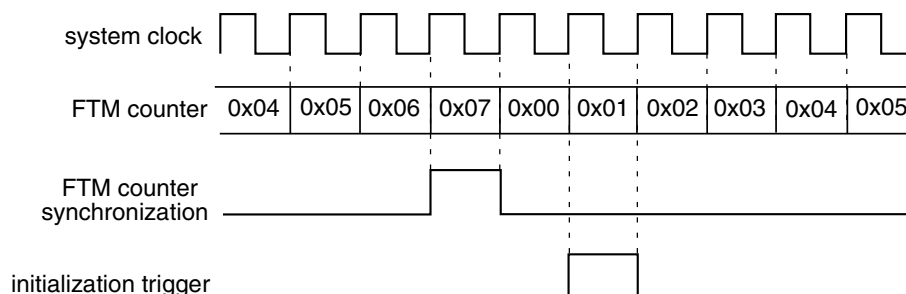 system clock
FTM counter 0x04 0x05 0x06 0x07 0x00 0x01 0x02 0x03 0x04 0x05
FTM counter
synchronization
initialization trigger